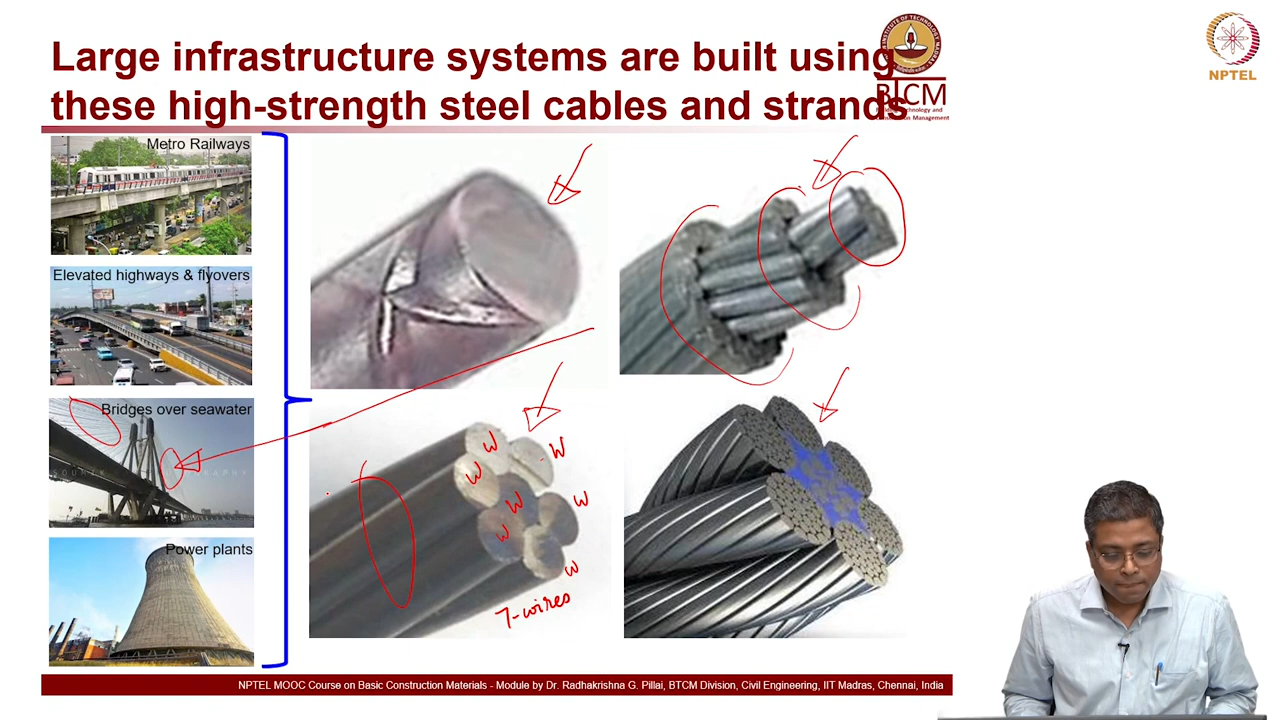 Large infrastructure systems are built using
these high-strength steel cables and strands
BTCM
NPTEL
Metro Railways
Elevated highways & flyovers
Bridges over seawater
Power plants
W
W
W
W
W
W
W
7-wires
NPTEL MOOC Course on Basic Construction Materials - Module by Dr. Radhakrishna G. Pillai, BTCM Division, Civil Engineering, IIT Madras, Chennai, India